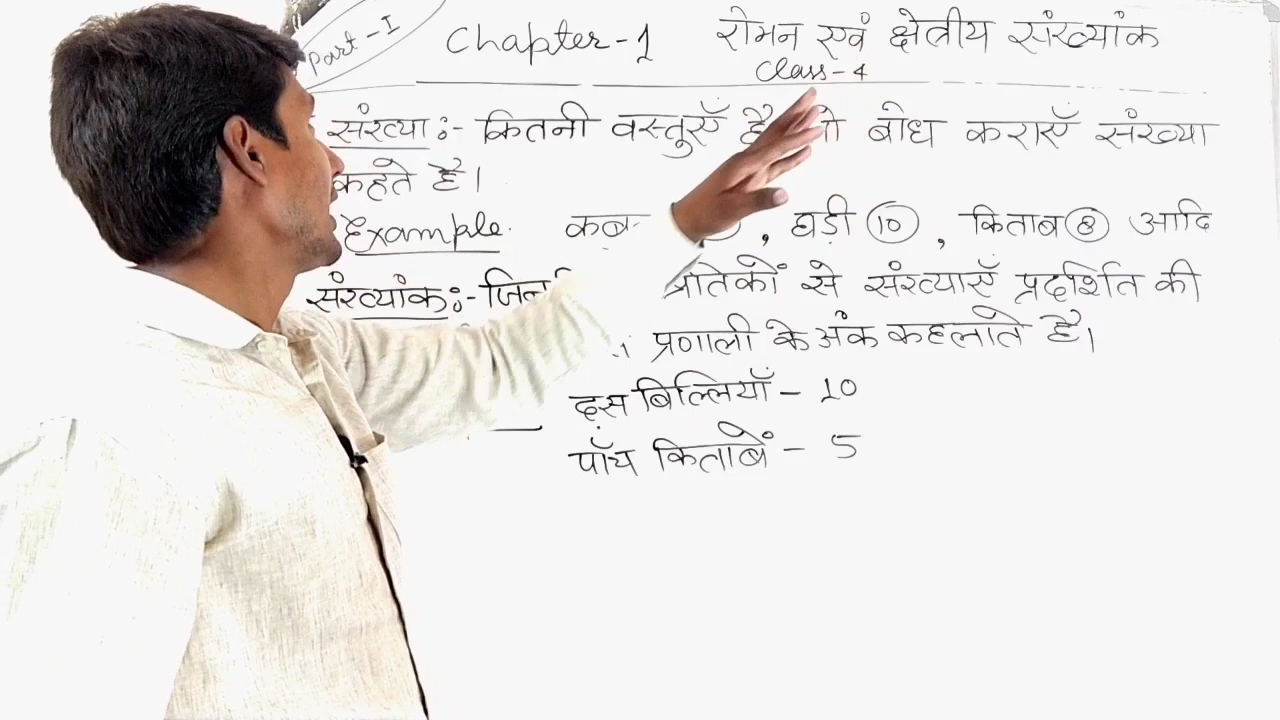 Part-I
Chapter-1 रोमन एवं क्षेत्रीय संख्यांक
Class-4
संख्या :- कितनी वस्तुएँ है बोध कराएँ संख्या
कहते है।
Example. घड़ी 10 , किताब 8 आदि
संख्यांक :- प्रतिकों से संख्याएँ प्रदर्शित की
प्रणाली के अंक कहलाते है।
दस बिल्लियाँ - 10
पाँच किताबें - 5